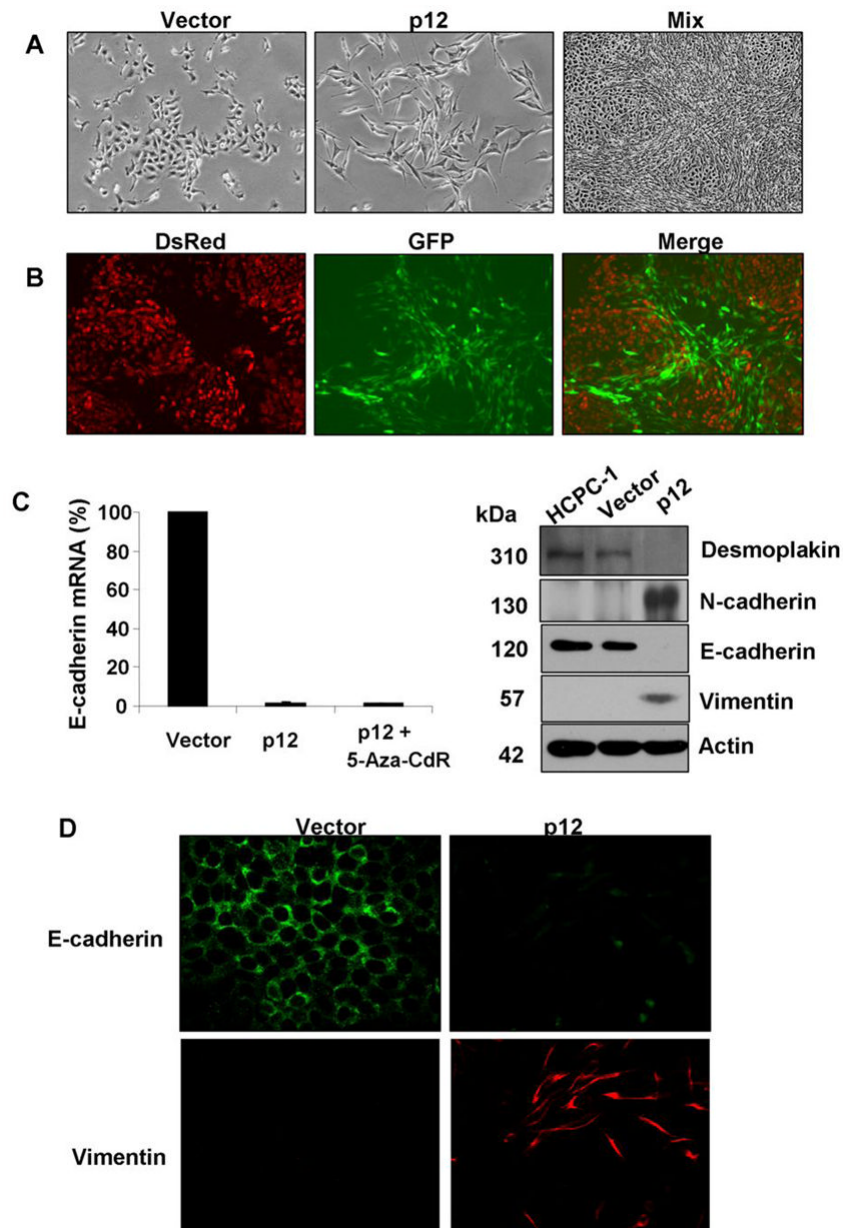 Vector p12 Mix
A
DsRed GFP Merge
B
C
E-cadherin mRNA (%)
100
80
60
40
20
0
Vector p12 p12 +
5-Aza-CdR
HCPC-1 Vector p12
kDa
310 Desmoplakin
130 N-cadherin
120 E-cadherin
57 Vimentin
42 Actin
D
Vector p12
E-cadherin
Vimentin